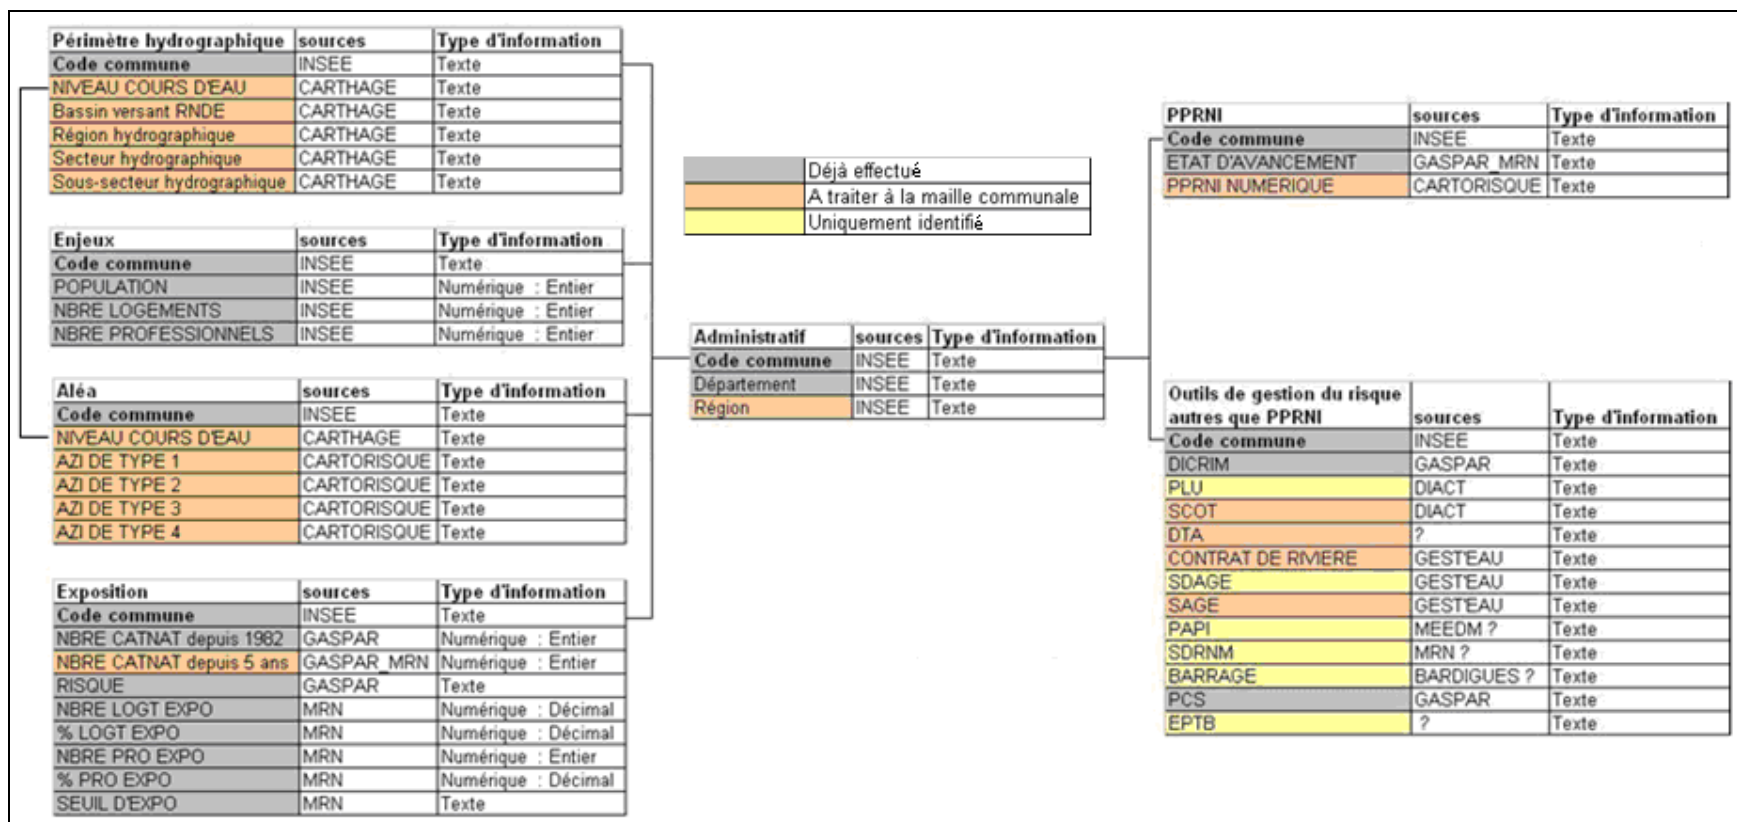 Périmètre hydrographique sources Type d'information
Code commune INSEE Texte
NIVEAU COURS D'EAU CARTHAGE Texte
Bassin versant RNDE CARTHAGE Texte
Région hydrographique CARTHAGE Texte
Secteur hydrographique CARTHAGE Texte
Sous-secteur hydrographique CARTHAGE Texte
Enjeux sources Type d'information
Code commune INSEE Texte
POPULATION INSEE Numérique : Entier
NBRE LOGEMENTS INSEE Numérique : Entier
NBRE PROFESSIONNELS INSEE Numérique : Entier
Aléa sources Type d'information
Code commune INSEE Texte
NIVEAU COURS D'EAU CARTHAGE Texte
AZI DE TYPE 1 CARTORISQUE Texte
AZI DE TYPE 2 CARTORISQUE Texte
AZI DE TYPE 3 CARTORISQUE Texte
AZI DE TYPE 4 CARTORISQUE Texte
Exposition sources Type d'information
Code commune INSEE Texte
NBRE CATNAT depuis 1982 GASPAR Numérique : Entier
NBRE CATNAT depuis 5 ans GASPAR_MRN Numérique : Entier
RISQUE GASPAR Texte
NBRE LOGT EXPO MRN Numérique : Décimal
% LOGT EXPO MRN Numérique : Décimal
NBRE PRO EXPO MRN Numérique : Entier
% PRO EXPO MRN Numérique : Décimal
SEUIL D'EXPO MRN Texte
Déjà effectué
A traiter à la maille communale
Uniquement identifié
Administratif sources Type d'information
Code commune INSEE Texte
Département INSEE Texte
Région INSEE Texte
PPRNI sources Type d'information
Code commune INSEE Texte
ETAT D'AVANCEMENT GASPAR_MRN Texte
PPRNI NUMERIQUE CARTORISQUE Texte
Outils de gestion du risque
autres que PPRNI sources Type d'information
Code commune INSEE Texte
DICRIM GASPAR Texte
PLU DIACT Texte
SCOT DIACT Texte
DTA ? Texte
CONTRAT DE RIVIERE GEST'EAU Texte
SDAGE GEST'EAU Texte
SAGE GEST'EAU Texte
PAPI MEEDM ? Texte
SDRNM MRN ? Texte
BARRAGE BARDIGUES ? Texte
PCS GASPAR Texte
EPTB ? Texte